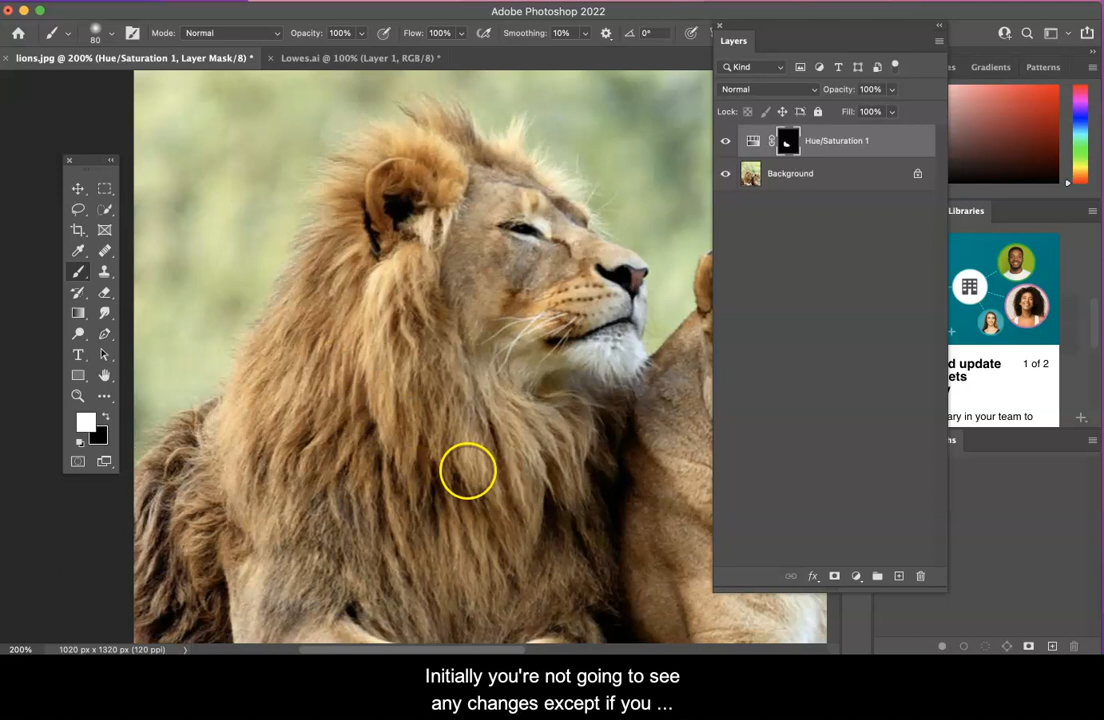 Adobe Photoshop 2022
80
Mode: Normal
Opacity: 100%
Flow: 100%
Smoothing: 10%
0°
lions.jpg @ 200% (Hue/Saturation 1, Layer Mask/8) *
Lowes.ai @ 100% (Layer 1, RGB/8) *
Layers
Kind
Normal
Opacity: 100%
Lock:
Fill: 100%
Hue/Saturation 1
Background
Gradients
Patterns
Libraries
1 of 2
ary in your team to
200%
1020 px x 1320 px (120 ppi)
Initially you're not going to see
any changes except if you ...